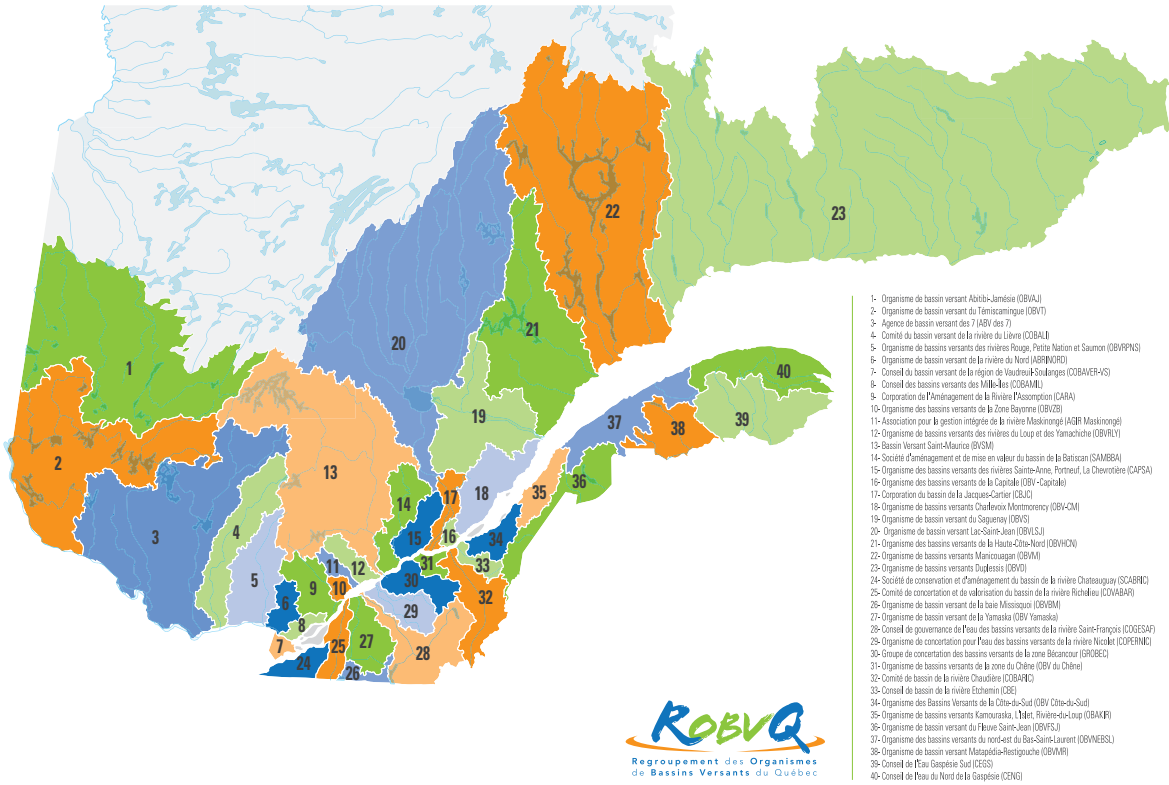 22
23
21
20
1
40
19
37
39
38
2
13
18
35
36
17
14
4
3
15
16
34
31
33
11
12
30
5
9
10
32
6
29
8
7
25
27
28
24
26
1- Organisme de bassin versant Abitibi-Jamésie (OBVAJ)
2- Organisme de bassin versant du Témiscamingue (OBVT)
3- Agence de bassin versant des 7 (ABV des 7)
4- Comité du bassin versant de la rivière du Lièvre (COBALI)
5- Organisme de bassins versants des rivières Rouge, Petite Nation et Saumon (OBVRPNS)
6- Organisme de bassin versant de la rivière du Nord (ABRINORD)
7- Conseil du bassin versant de la région de Vaudreuil-Soulanges (COBAVER-VS)
8- Conseil des bassins versants des Mille-Îles (COBAMIL)
9- Corporation de l'Aménagement de la Rivière l'Assomption (CARA)
10- Organisme des bassins versants de la Zone Bayonne (OBVZB)
11- Association pour la gestion intégrée de la rivière Maskinongé (AGIR Maskinongé)
12- Organisme de bassins versants des rivières du Loup et des Yamachiche (OBVRLY)
13- Bassin Versant Saint-Maurice (BVSM)
14- Société d'aménagement et de mise en valeur du bassin de la Batiscan (SAMBBA)
15- Organisme des bassins versants des rivières Sainte-Anne, Portneuf, La Chevrotière (CAPSA)
16- Organisme des bassins versants de la Capitale (OBV -Capitale)
17- Corporation du bassin de la Jacques-Cartier (CBJC)
18- Organisme des bassins versants Charlevoix Montmorency (OBV-CM)
19- Organisme de bassin versant du Saguenay (OBVS)
20- Organisme de bassin versant Lac-Saint-Jean (OBVLSJ)
21- Organisme des bassins versants de la Haute-Côte-Nord (OBVHCN)
22- Organisme de bassins versants Manicouagan (OBVM)
23- Organisme de bassins versants Duplessis (OBVD)
24- Société de conservation et d'aménagement du bassin de la rivière Chateauguay (SCABRIC)
25- Comité de concertation et de valorisation du bassin de la rivière Richelieu (COVABAR)
26- Organisme de bassin versant de la baie Missisquoi (OBVBM)
27- Organisme de bassin versant de la Yamaska (OBV Yamaska)
28- Conseil de gouvernance de l'eau des bassins versants de la rivière Saint-François (COGESAF)
29- Organisme de concertation pour l'eau des bassins versants de la rivière Nicolet (COPERNIC)
30- Groupe de concertation des bassins versants de la zone Bécancour (GROBEC)
31- Organisme de bassins versants de la zone du Chêne (OBV du Chêne)
32- Comité de bassin de la rivière Chaudière (COBARIC)
33- Conseil de bassin de la rivière Etchemin (CBE)
34- Organisme des Bassins Versants de la Côte-du-Sud (OBV Côte-du-Sud)
35- Organisme de bassins versants Kamouraska, L'Islet, Rivière-du-Loup (OBAKIR)
36- Organisme de bassin versant du Fleuve Saint-Jean (OBVFSJ)
37- Organisme des bassins versants du nord-est du Bas-Saint-Laurent (OBVNEBSL)
38- Organisme de bassin versant Matapédia-Restigouche (OBVMR)
39- Conseil de l'Eau Gaspésie Sud (CEGS)
40- Conseil de l'eau du Nord de la Gaspésie (CENG)
ROBVQ
Regroupement des Organismes
de Bassins Versants du Québec